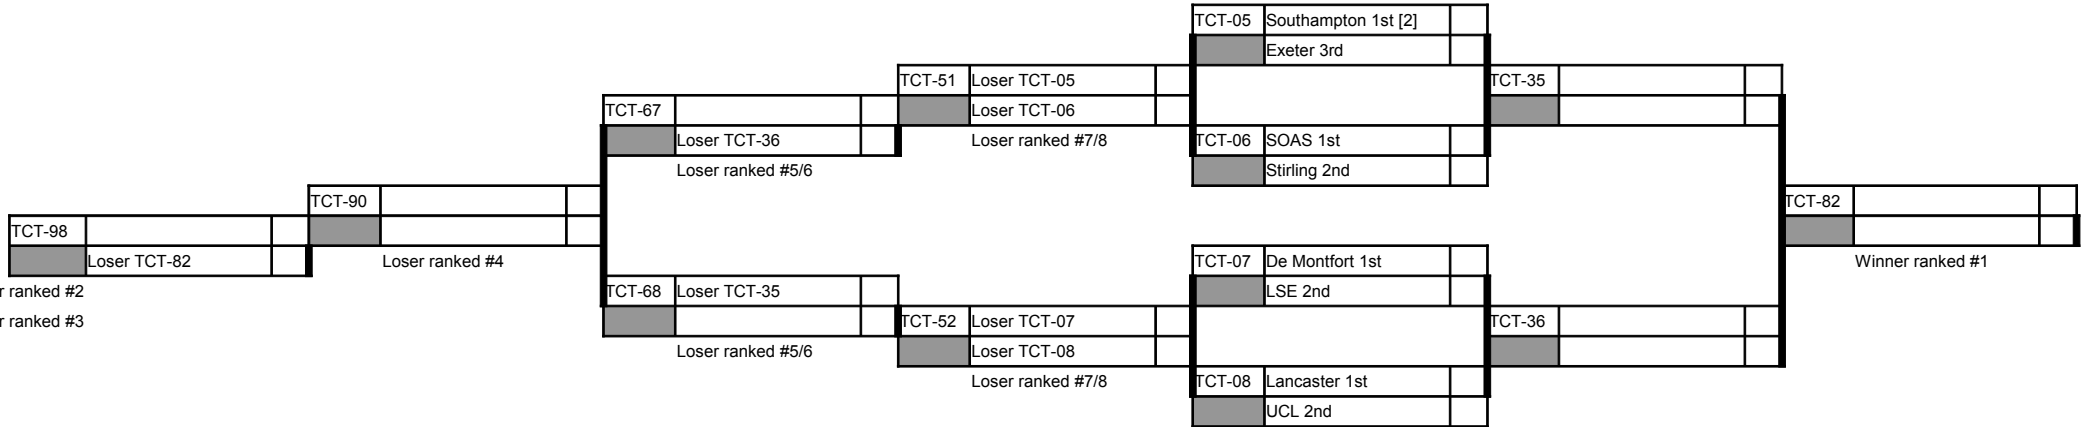 TCT-05 Southampton 1st [2]
Exeter 3rd
TCT-51 Loser TCT-05 TCT-35
TCT-67 Loser TCT-06
Loser TCT-36 Loser ranked #7/8 TCT-06 SOAS 1st
Loser ranked #5/6 Stirling 2nd
TCT-90 TCT-82
TCT-98
Loser TCT-82 Loser ranked #4 TCT-07 De Montfort 1st Winner ranked #1
r ranked #2 TCT-68 Loser TCT-35 LSE 2nd
r ranked #3 TCT-52 Loser TCT-07 TCT-36
Loser ranked #5/6 Loser TCT-08
Loser ranked #7/8 TCT-08 Lancaster 1st
UCL 2nd